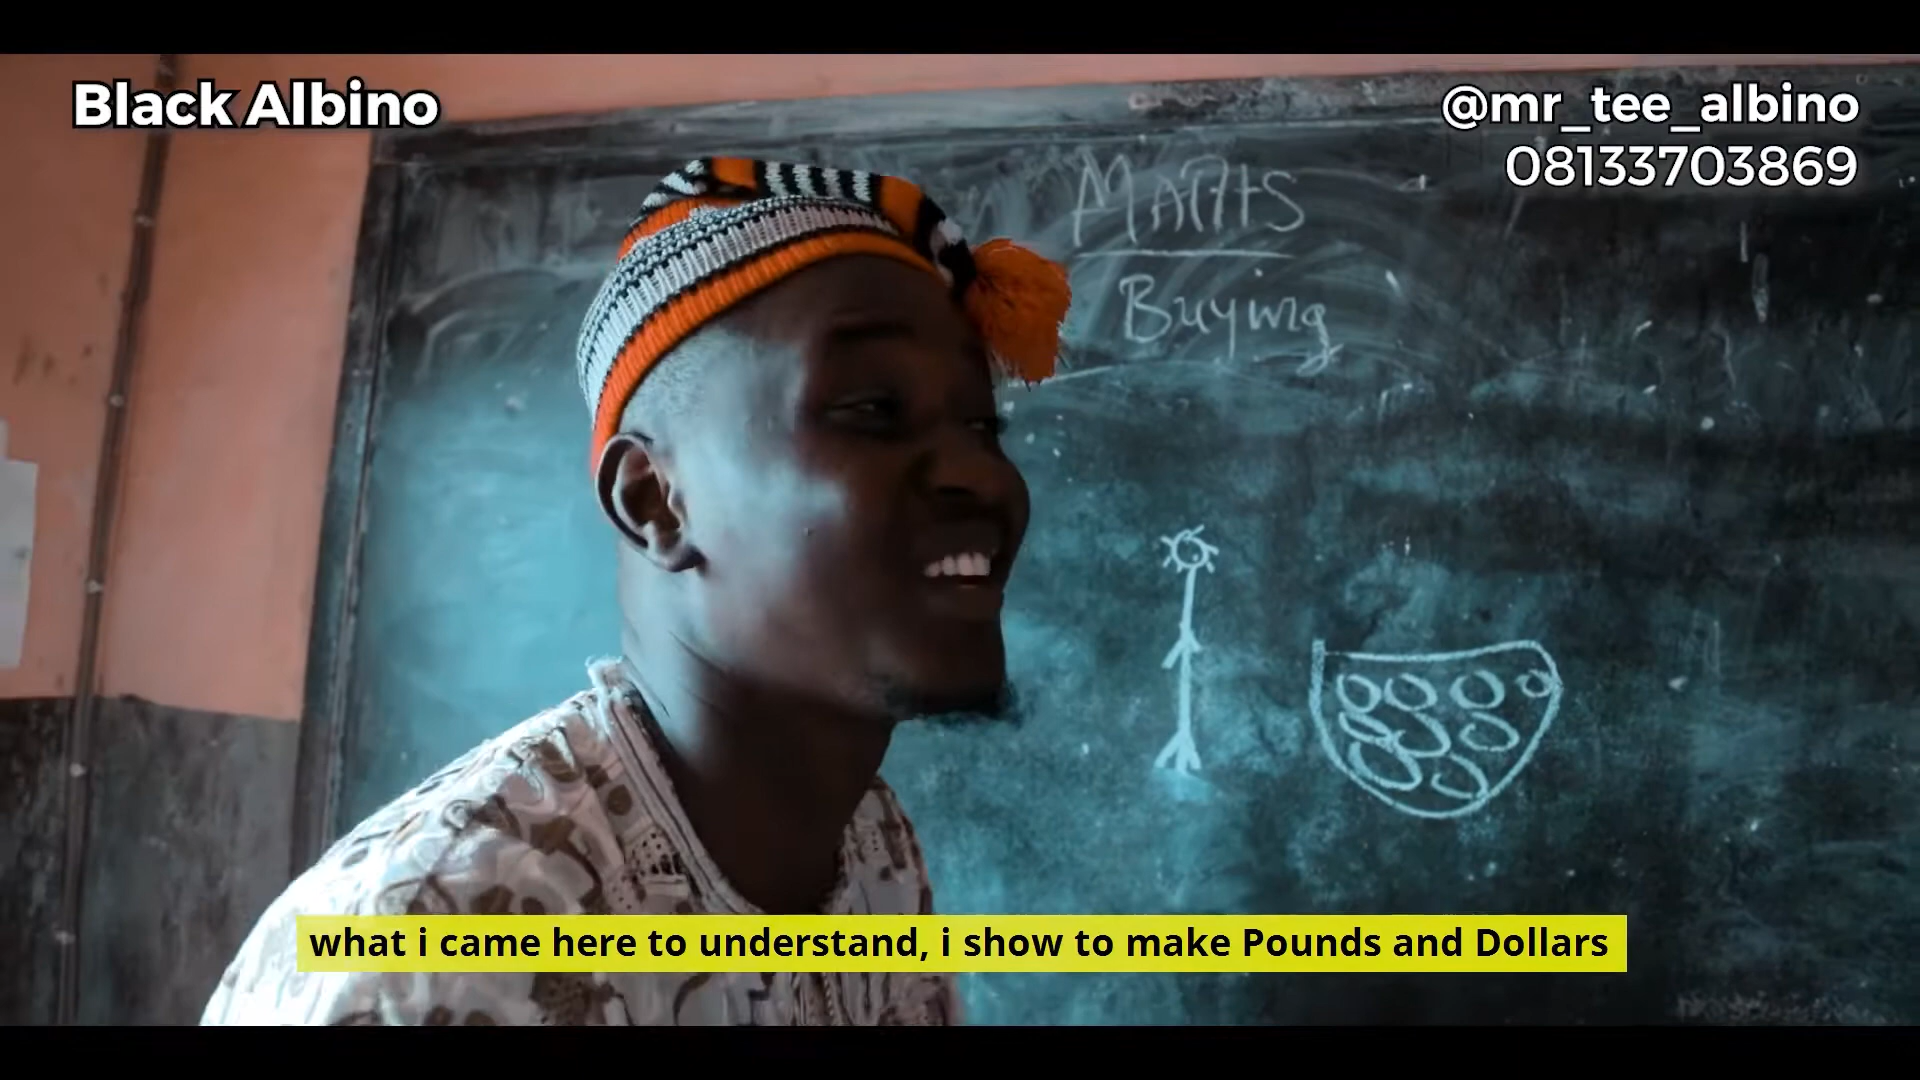 Black Albino
@mr_tee_albino
08133703869
MATHS
Buying
what i came here to understand, i show to make Pounds and Dollars